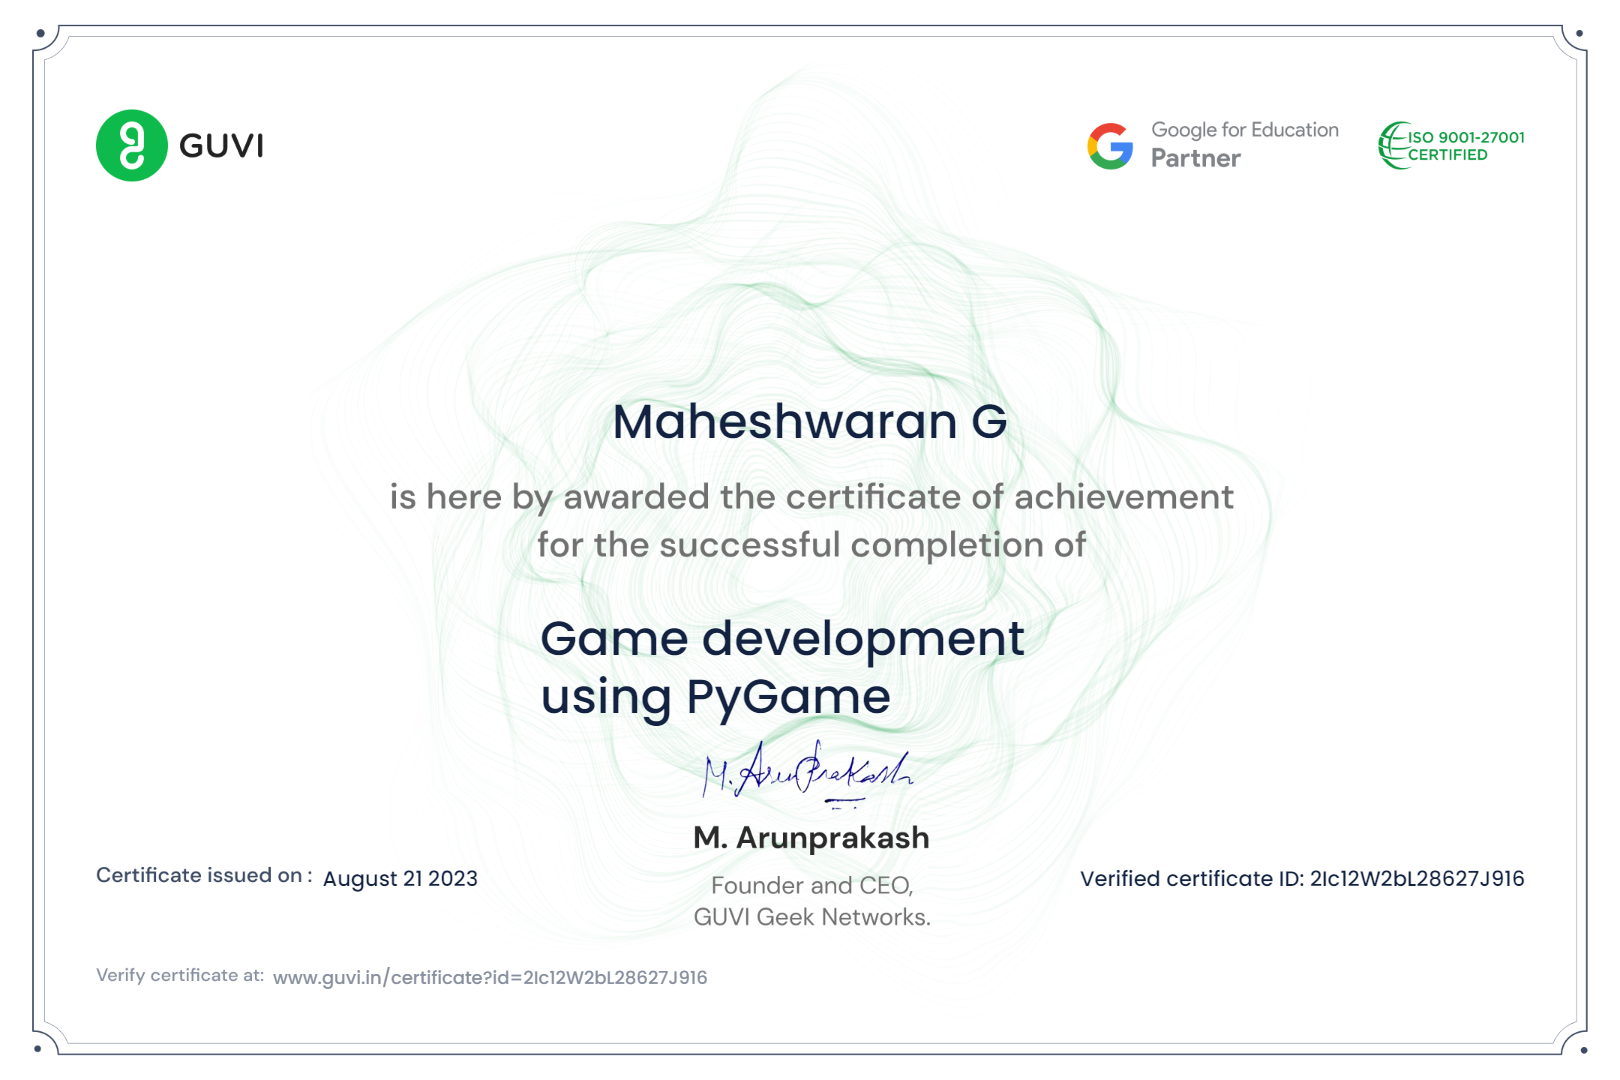 GUVI
Google for Education
Partner
ISO 9001-27001
CERTIFIED
Maheshwaran G
is here by awarded the certificate of achievement
for the successful completion of
Game development
using PyGame
M. ArunPrakash
M. Arunprakash
Founder and CEO,
GUVI Geek Networks.
Certificate issued on : August 21 2023
Verified certificate ID: 2Ic12W2bL28627J916
Verify certificate at: www.guvi.in/certificate?id=2Ic12W2bL28627J916